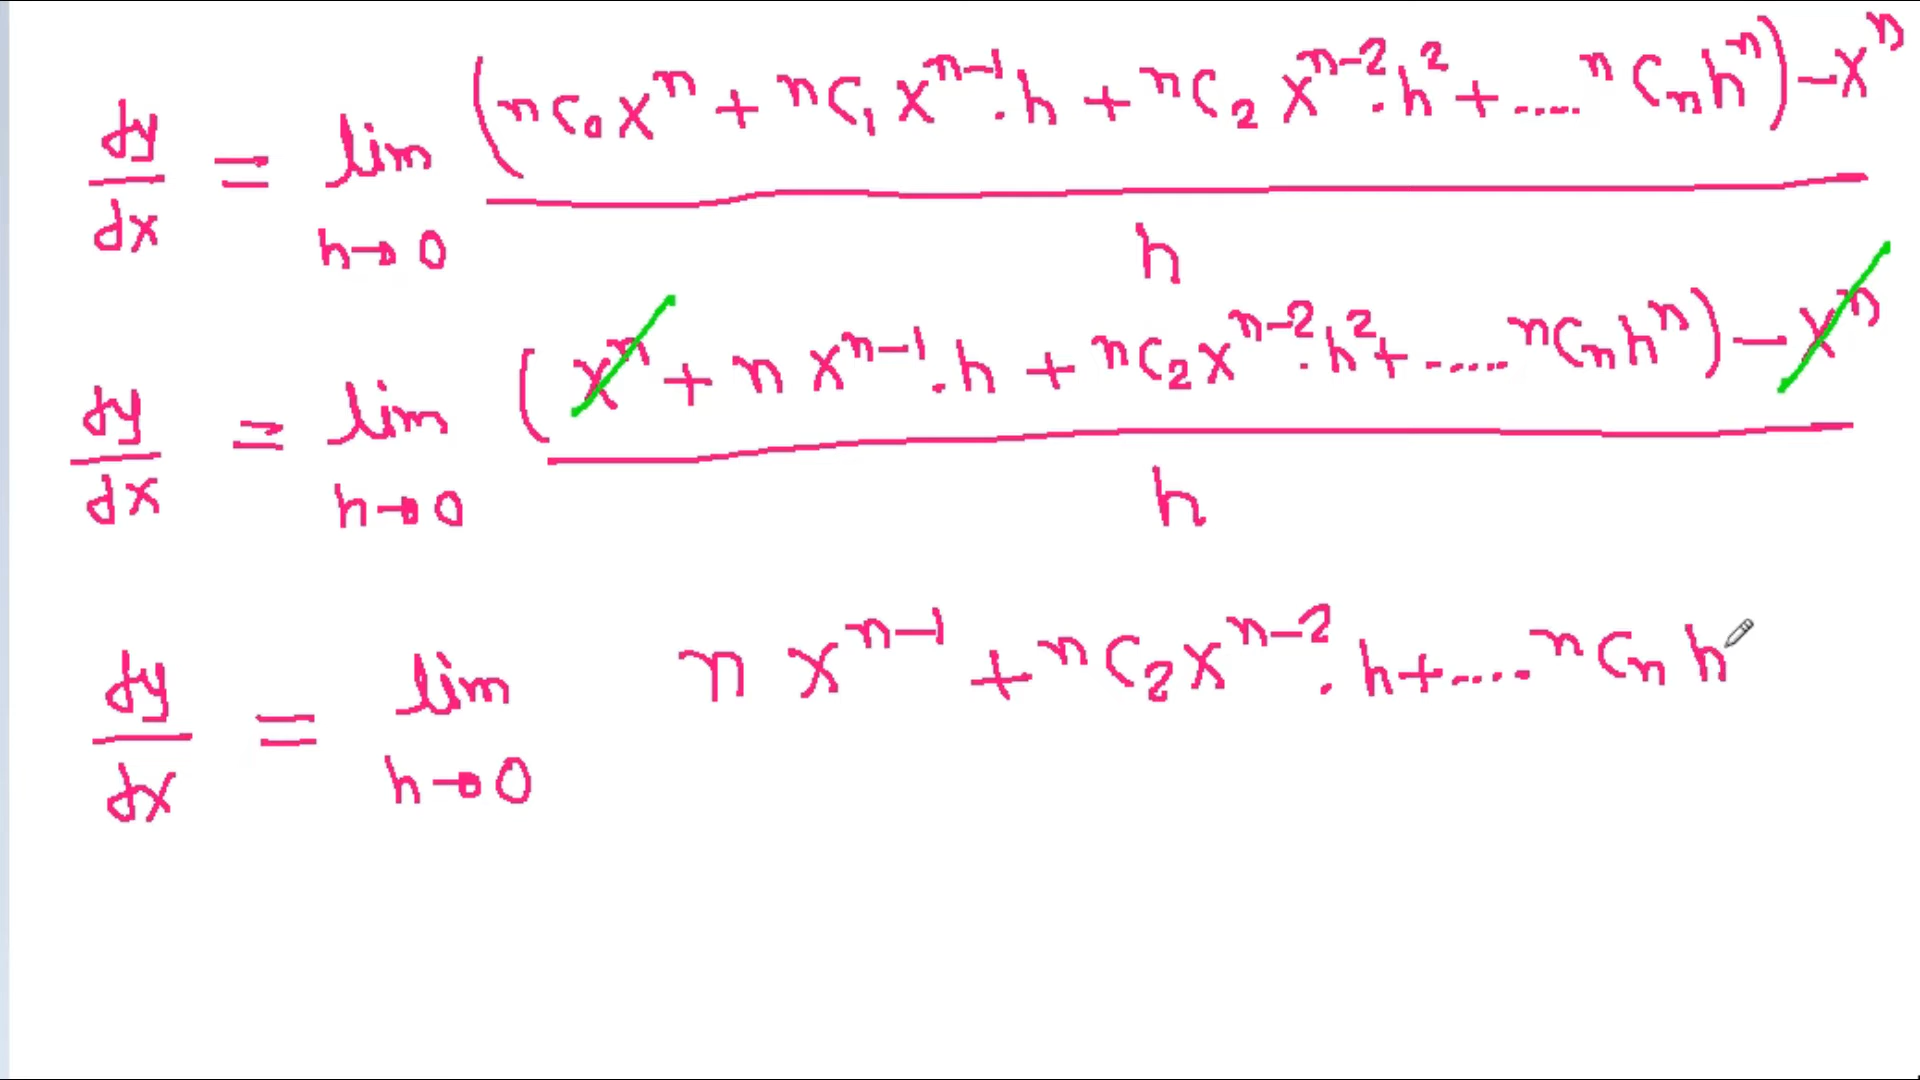 dy/dx = lim h→0 (ⁿC₀xⁿ + ⁿC₁xⁿ⁻¹.h + ⁿC₂xⁿ⁻².h² + ..... ⁿCₙhⁿ) - xⁿ / h
dy/dx = lim h→0 (xⁿ + n xⁿ⁻¹.h + ⁿC₂xⁿ⁻².h² + ..... ⁿCₙhⁿ) - xⁿ / h
dy/dx = lim h→0 n xⁿ⁻¹ + ⁿC₂xⁿ⁻².h + ..... ⁿCₙ h